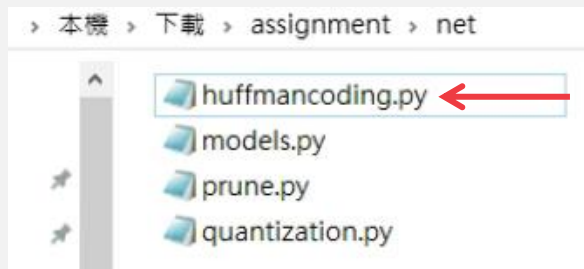 › 本機 › 下載 › assignment › net
huffmancoding.py
models.py
prune.py
quantization.py